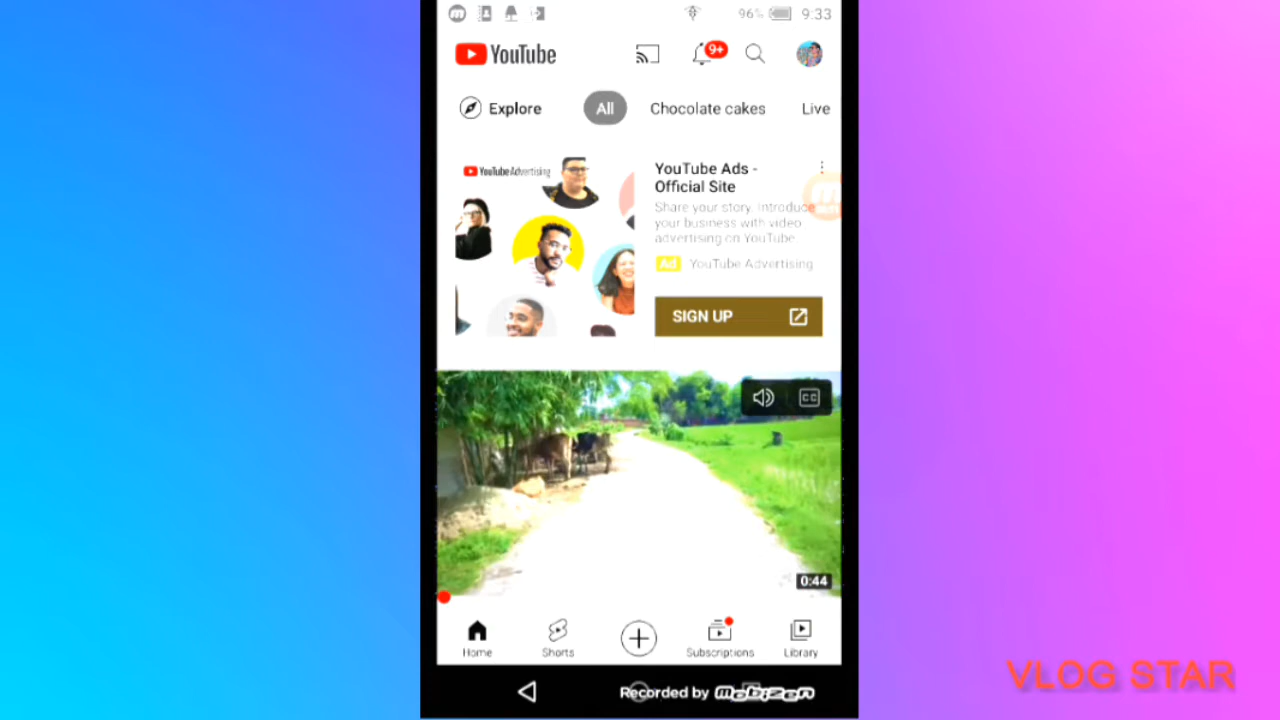 96% 9:33
YouTube 9+
Explore All Chocolate cakes Live
YouTube Advertising
YouTube Ads -
Official Site
Share your story. Introduce
your business with video
advertising on YouTube
Ad YouTube Advertising
SIGN UP
CC
0:44
Home Shorts Subscriptions Library
Recorded by mobizen
VLOG STAR